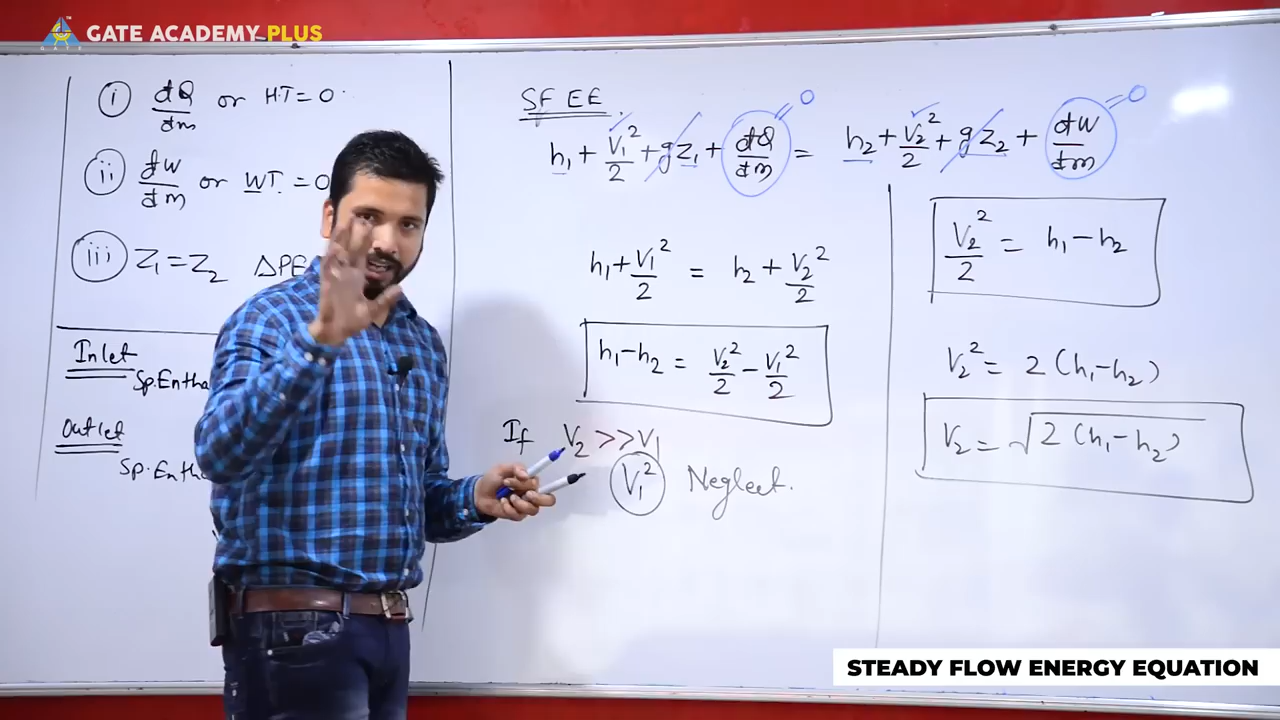 GATE ACADEMY PLUS
GATE
i) dQ/dm or HT = 0
ii) dW/dm or WT. = 0
iii) Z₁ = Z₂ ΔPE
Inlet
Sp. Entha
Outlet
Sp. Entha
SFEE
h₁ + V₁²/2 + gZ₁ + dQ/dm = h₂ + V₂²/2 + gZ₂ + dW/dm
= 0
= 0
h₁ + V₁²/2 = h₂ + V₂²/2
h₁ - h₂ = V₂²/2 - V₁²/2
If V₂ >> V₁
V₁² Neglect.
V₂²/2 = h₁ - h₂
V₂² = 2 (h₁ - h₂)
V₂ = √2 (h₁ - h₂)
STEADY FLOW ENERGY EQUATION